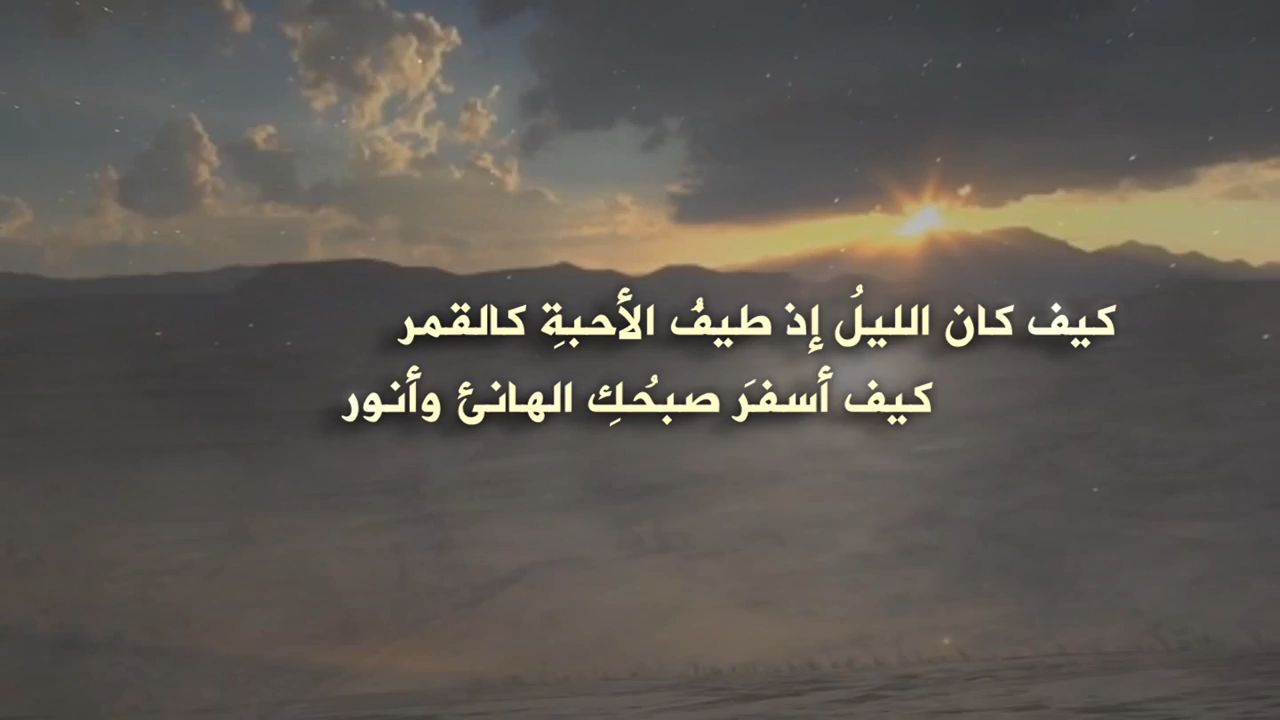 كيف كان الليلُ إذ طيفُ الأحبةِ كالقمر
كيف أسفرَ صبحُكِ الهانئ وأنور